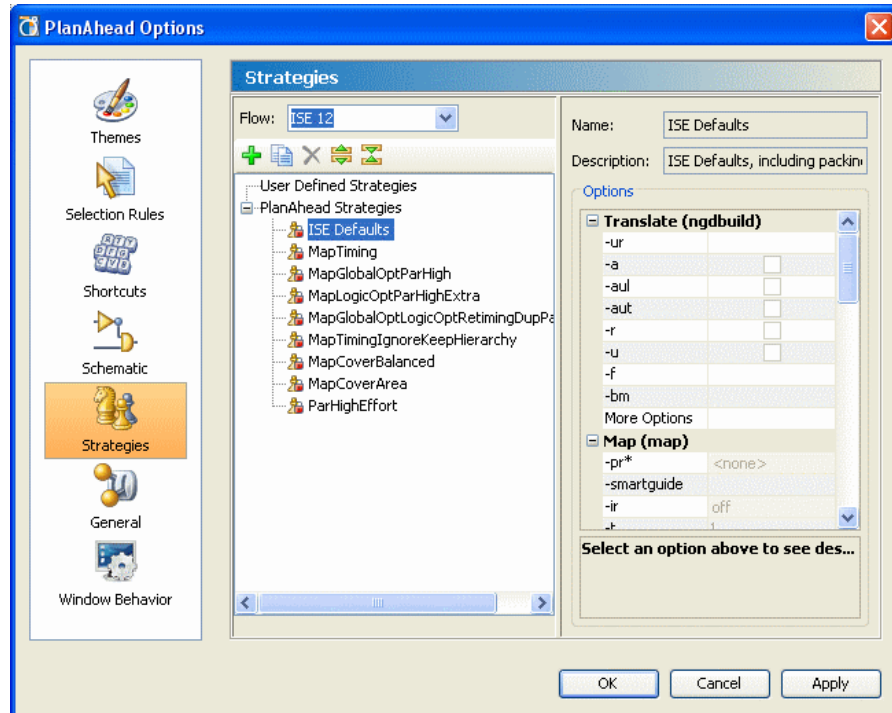 PlanAhead Options
Themes
Selection Rules
Shortcuts
Schematic
Strategies
General
Window Behavior
Strategies
Flow: ISE 12
User Defined Strategies
PlanAhead Strategies
ISE Defaults
MapTiming
MapGlobalOptParHigh
MapLogicOptParHighExtra
MapGlobalOptLogicOptRetimingDupPa
MapTimingIgnoreKeepHierarchy
MapCoverBalanced
MapCoverArea
ParHighEffort
Name: ISE Defaults
Description: ISE Defaults, including packin
Options
Translate (ngdbuild)
-ur
-a
-aul
-aut
-r
-u
-f
-bm
More Options
Map (map)
-pr* <none>
-smartguide
-ir off
-t 1
Select an option above to see des...
OK Cancel Apply